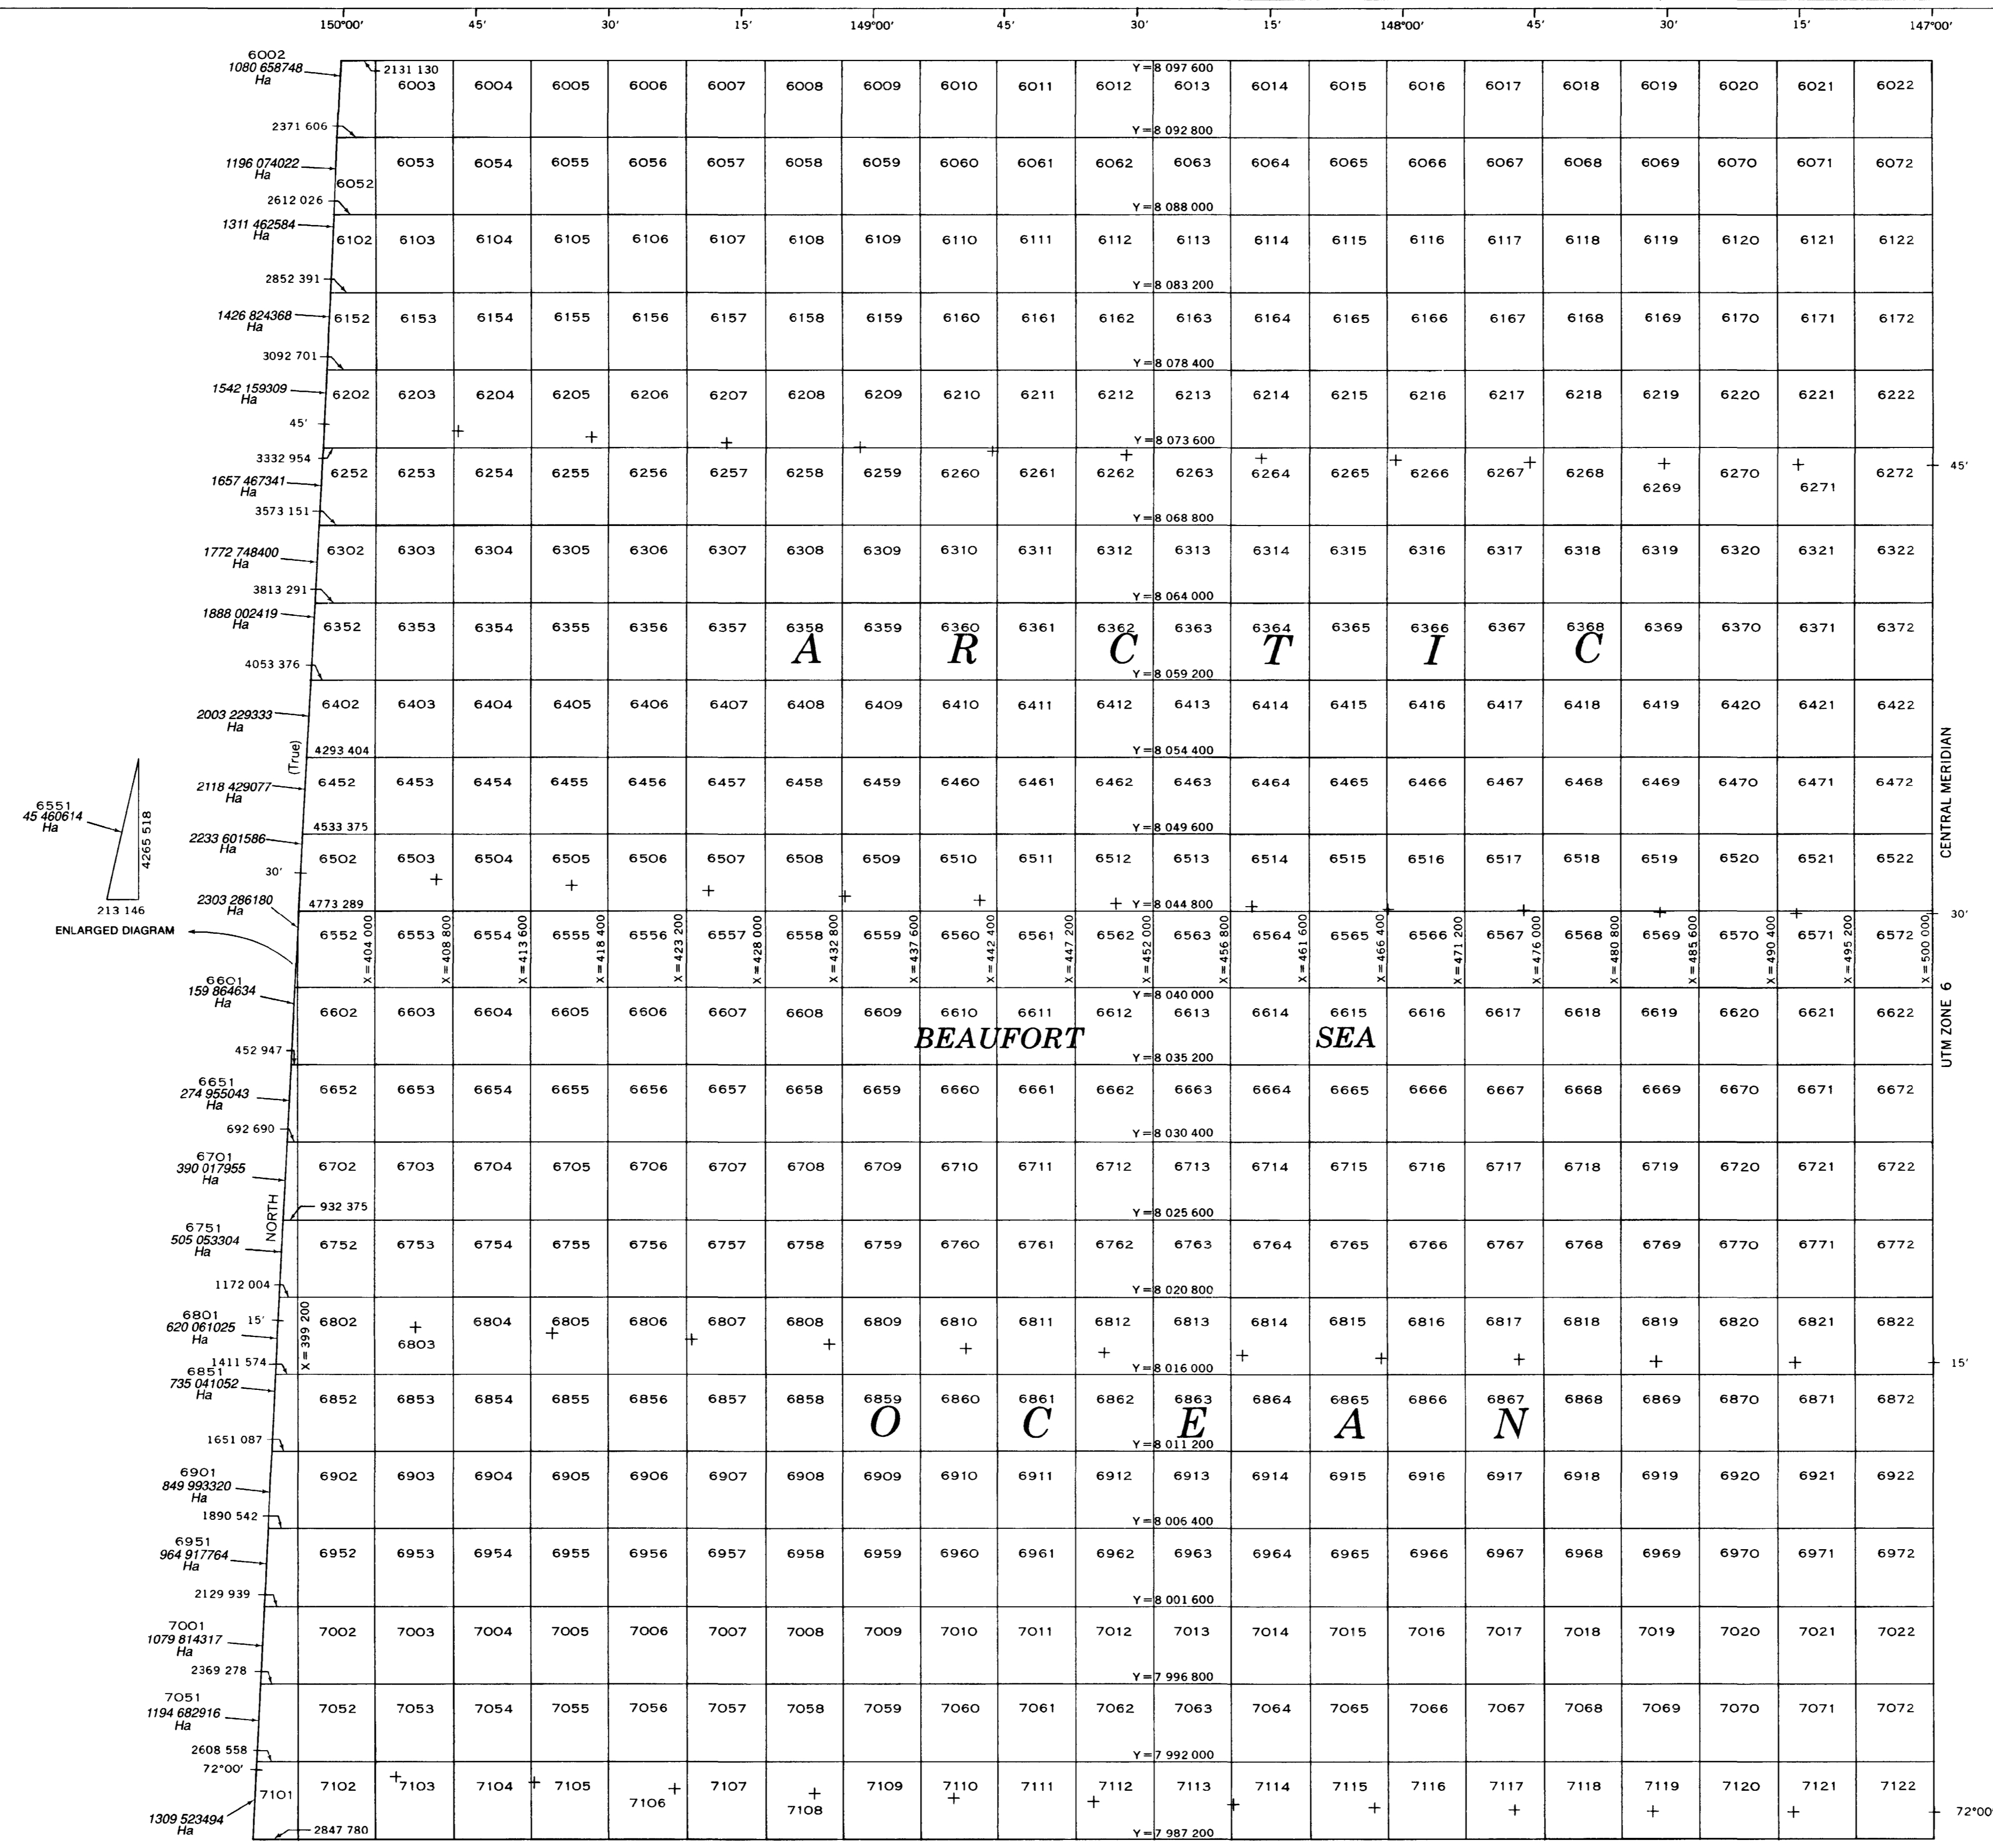 150°00' 45' 30' 15' 149°00' 45' 30' 15' 148°00' 45' 30' 15' 147°00'
6002
1080 658748
Ha
2131 130 Y=8 097 600
6003 6004 6005 6006 6007 6008 6009 6010 6011 6012 6013 6014 6015 6016 6017 6018 6019 6020 6021 6022
2371 606 Y=8 092 800
1196 074022
Ha
6052 6053 6054 6055 6056 6057 6058 6059 6060 6061 6062 6063 6064 6065 6066 6067 6068 6069 6070 6071 6072
2612 026 Y=8 088 000
1311 462584
Ha
6102 6103 6104 6105 6106 6107 6108 6109 6110 6111 6112 6113 6114 6115 6116 6117 6118 6119 6120 6121 6122
2852 391 Y=8 083 200
1426 824368
Ha
6152 6153 6154 6155 6156 6157 6158 6159 6160 6161 6162 6163 6164 6165 6166 6167 6168 6169 6170 6171 6172
3092 701 Y=8 078 400
1542 159309
Ha
6202 6203 6204 6205 6206 6207 6208 6209 6210 6211 6212 6213 6214 6215 6216 6217 6218 6219 6220 6221 6222
45' Y=8 073 600
3332 954 45'
1657 467341
Ha
6252 6253 6254 6255 6256 6257 6258 6259 6260 6261 6262 6263 6264 6265 6266 6267 6268 6269 6270 6271 6272
3573 151 Y=8 068 800
1772 748400
Ha
6302 6303 6304 6305 6306 6307 6308 6309 6310 6311 6312 6313 6314 6315 6316 6317 6318 6319 6320 6321 6322
3813 291 Y=8 064 000
1888 002419
Ha
6352 6353 6354 6355 6356 6357 6358 6359 6360 6361 6362 6363 6364 6365 6366 6367 6368 6369 6370 6371 6372
A R C T I C
4053 376 Y=8 059 200
2003 229333
Ha
6402 6403 6404 6405 6406 6407 6408 6409 6410 6411 6412 6413 6414 6415 6416 6417 6418 6419 6420 6421 6422
(True)
4293 404 Y=8 054 400
2118 429077
Ha
6452 6453 6454 6455 6456 6457 6458 6459 6460 6461 6462 6463 6464 6465 6466 6467 6468 6469 6470 6471 6472
CENTRAL MERIDIAN
6551
45 460614
Ha
4265 518
213 146
ENLARGED DIAGRAM
4533 375 Y=8 049 600
2233 601586
Ha
6502 6503 6504 6505 6506 6507 6508 6509 6510 6511 6512 6513 6514 6515 6516 6517 6518 6519 6520 6521 6522
30'
4773 289 Y=8 044 800 30'
2303 286180
Ha
6552 6553 6554 6555 6556 6557 6558 6559 6560 6561 6562 6563 6564 6565 6566 6567 6568 6569 6570 6571 6572
X=404 000 X=408 800 X=413 600 X=418 400 X=423 200 X=428 000 X=432 800 X=437 600 X=442 400 X=447 200 X=452 000 X=456 800 X=461 600 X=466 400 X=471 200 X=476 000 X=480 800 X=485 600 X=490 400 X=495 200 X=500 000
6601
159 864634
Ha
Y=8 040 000
6602 6603 6604 6605 6606 6607 6608 6609 6610 6611 6612 6613 6614 6615 6616 6617 6618 6619 6620 6621 6622
UTM ZONE 6
BEAUFORT SEA
452 947 Y=8 035 200
6651
274 955043
Ha
6652 6653 6654 6655 6656 6657 6658 6659 6660 6661 6662 6663 6664 6665 6666 6667 6668 6669 6670 6671 6672
692 690 Y=8 030 400
6701
390 017955
Ha
6702 6703 6704 6705 6706 6707 6708 6709 6710 6711 6712 6713 6714 6715 6716 6717 6718 6719 6720 6721 6722
NORTH
932 375 Y=8 025 600
6751
505 053304
Ha
6752 6753 6754 6755 6756 6757 6758 6759 6760 6761 6762 6763 6764 6765 6766 6767 6768 6769 6770 6771 6772
1172 004 Y=8 020 800
6801
620 061025
Ha
15'
X=399 200
6802 6803 6804 6805 6806 6807 6808 6809 6810 6811 6812 6813 6814 6815 6816 6817 6818 6819 6820 6821 6822
1411 574 Y=8 016 000 15'
6851
735 041052
Ha
6852 6853 6854 6855 6856 6857 6858 6859 6860 6861 6862 6863 6864 6865 6866 6867 6868 6869 6870 6871 6872
O C E A N
1651 087 Y=8 011 200
6901
849 993320
Ha
6902 6903 6904 6905 6906 6907 6908 6909 6910 6911 6912 6913 6914 6915 6916 6917 6918 6919 6920 6921 6922
1890 542 Y=8 006 400
6951
964 917764
Ha
6952 6953 6954 6955 6956 6957 6958 6959 6960 6961 6962 6963 6964 6965 6966 6967 6968 6969 6970 6971 6972
2129 939 Y=8 001 600
7001
1079 814317
Ha
7002 7003 7004 7005 7006 7007 7008 7009 7010 7011 7012 7013 7014 7015 7016 7017 7018 7019 7020 7021 7022
2369 278 Y=7 996 800
7051
1194 682916
Ha
7052 7053 7054 7055 7056 7057 7058 7059 7060 7061 7062 7063 7064 7065 7066 7067 7068 7069 7070 7071 7072
2608 558 Y=7 992 000
72°00'
7101 7102 7103 7104 7105 7106 7107 7108 7109 7110 7111 7112 7113 7114 7115 7116 7117 7118 7119 7120 7121 7122
72°00'
1309 523494
Ha
2847 780 Y=7 987 200